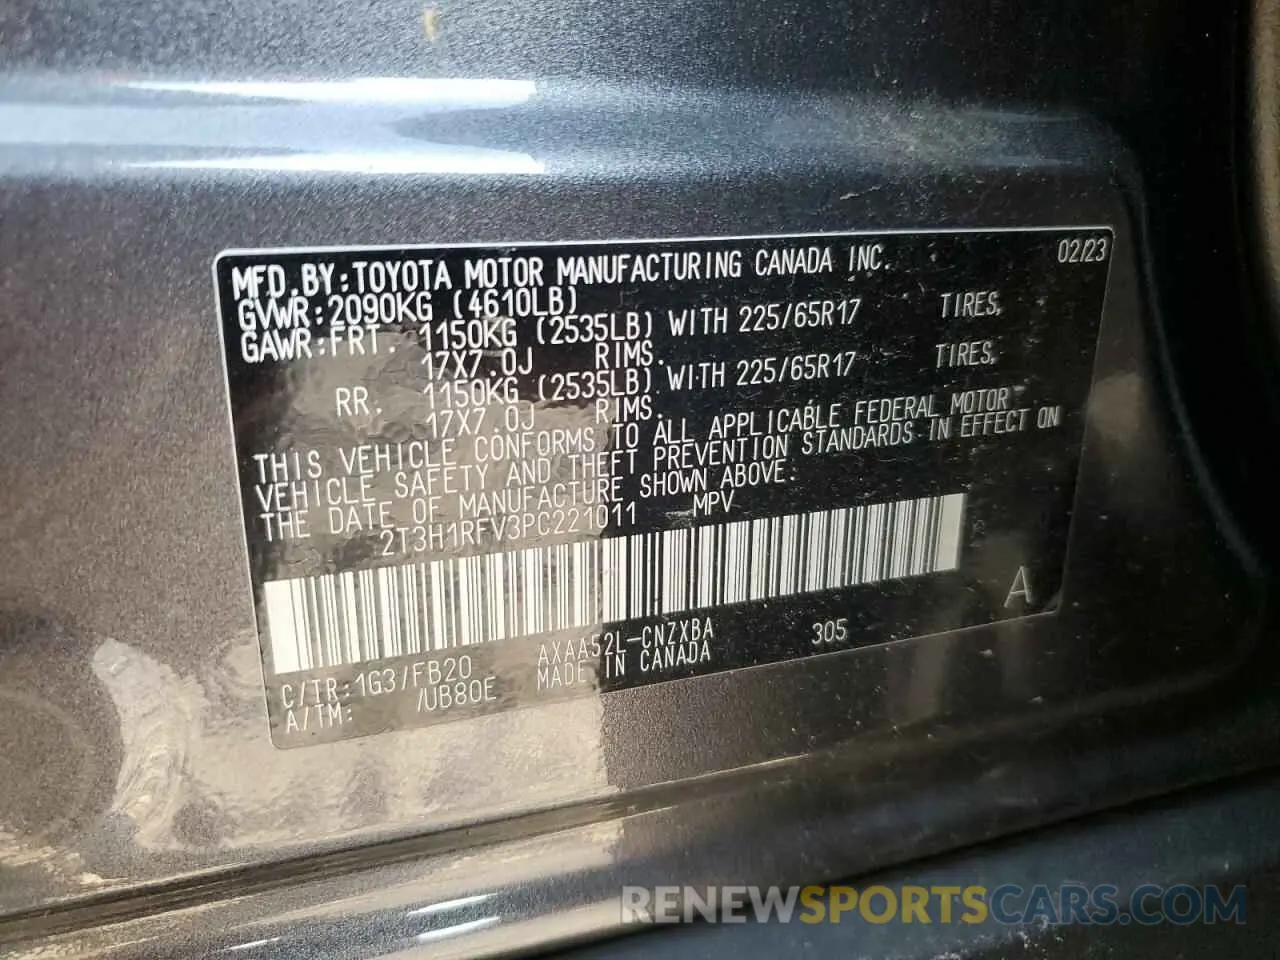 MFD.BY:TOYOTA MOTOR MANUFACTURING CANADA INC. 02/23
GVWR:2090KG (4610LB)
GAWR:FRT. 1150KG (2535LB) WITH 225/65R17 TIRES,
17X7.0J RIMS.
RR. 1150KG (2535LB) WITH 225/65R17 TIRES,
17X7.0J RIMS.
THIS VEHICLE CONFORMS TO ALL APPLICABLE FEDERAL MOTOR
VEHICLE SAFETY AND THEFT PREVENTION STANDARDS IN EFFECT ON
THE DATE OF MANUFACTURE SHOWN ABOVE.
2T3H1RFV3PC221011 MPV
A
C/TR:1G3/FB20 AXAA52L-CNZXBA 305
A/TM: /UB80E MADE IN CANADA
RENEWSPORTSCARS.COM